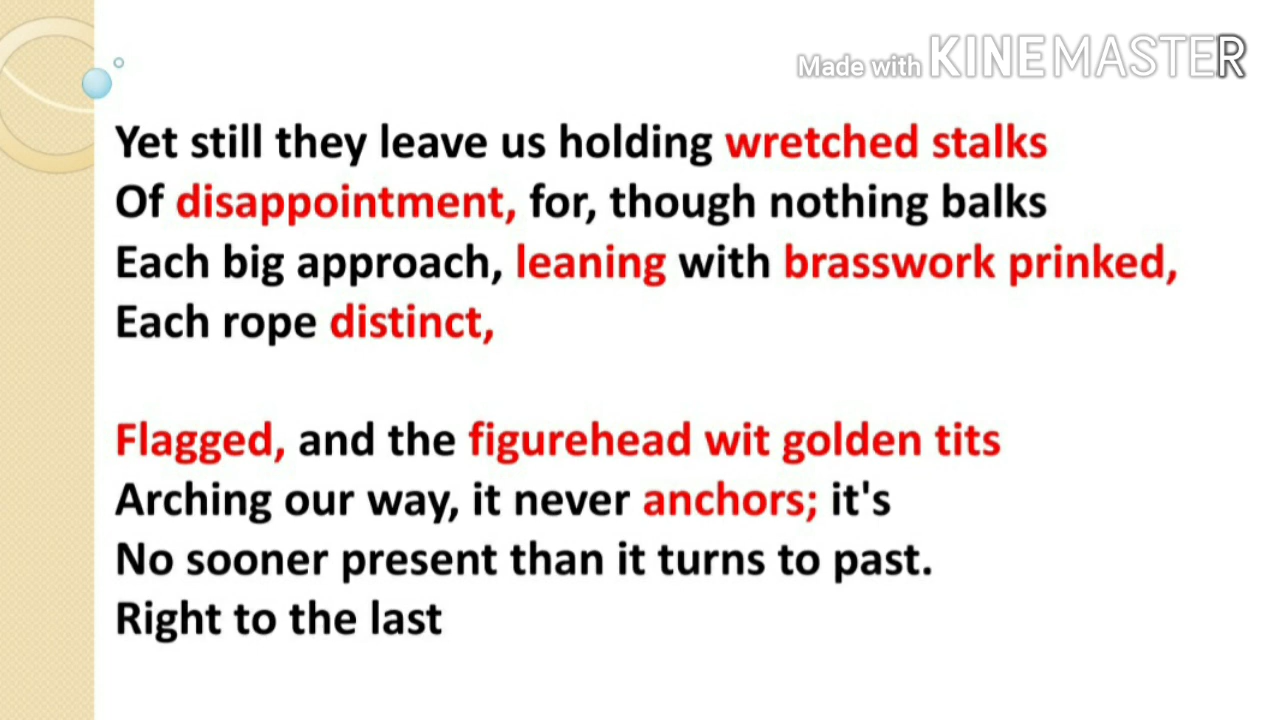 Made with KINEMASTER
Yet still they leave us holding wretched stalks
Of disappointment, for, though nothing balks
Each big approach, leaning with brasswork prinked,
Each rope distinct,
Flagged, and the figurehead wit golden tits
Arching our way, it never anchors; it's
No sooner present than it turns to past.
Right to the last